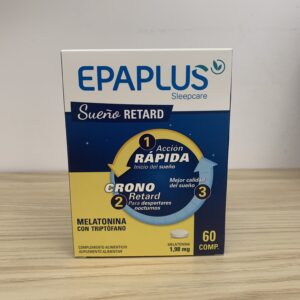 EPAPLUS
Sleepcare
Sueño RETARD
1
Acción
RÁPIDA
Inicio del sueño
CRONO
2 Retard
Para despertares
nocturnos
Mejor calidad
del sueño
3
MELATONINA
CON TRIPTÓFANO
COMPLEMENTO ALIMENTICIO
SUPLEMENTO ALIMENTAR
MELATONINA
1,98 mg
60
COMP.